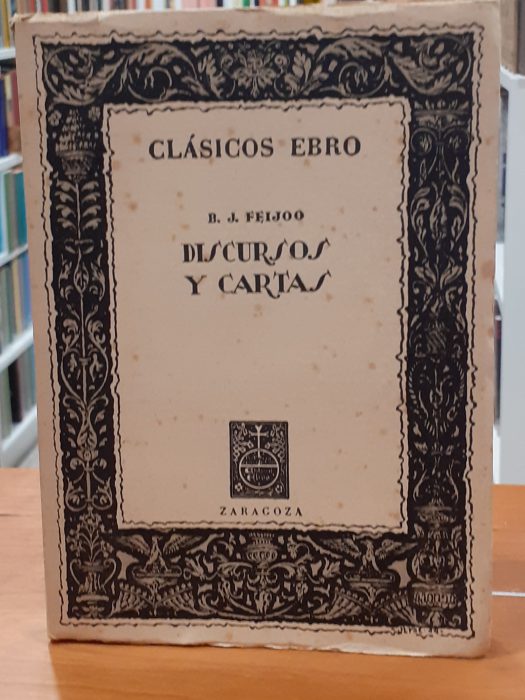 CLÁSICOS EBRO
B. J. FEIJOO
DISCURSOS
Y CARTAS
ZARAGOZA